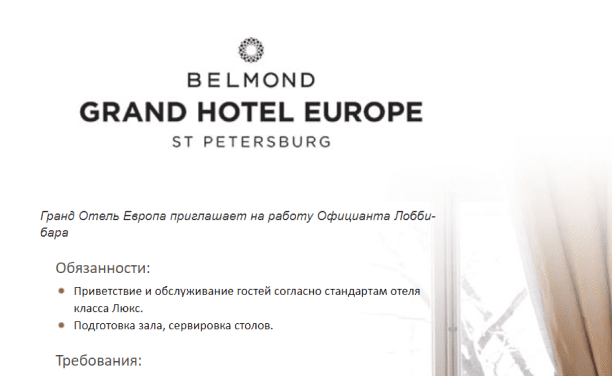 BELMOND
GRAND HOTEL EUROPE
ST PETERSBURG
Гранд Отель Европа приглашает на работу Официанта Лобби-
бара
Обязанности:
Приветствие и обслуживание гостей согласно стандартам отеля
класса Люкс.
Подготовка зала, сервировка столов.
Требования: